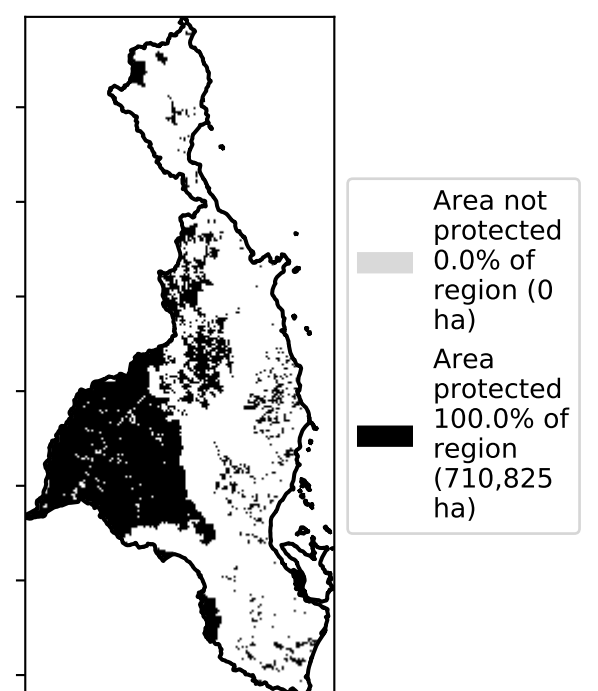 Area not
protected
0.0% of
region (0
ha)
Area
protected
100.0% of
region
(710,825
ha)